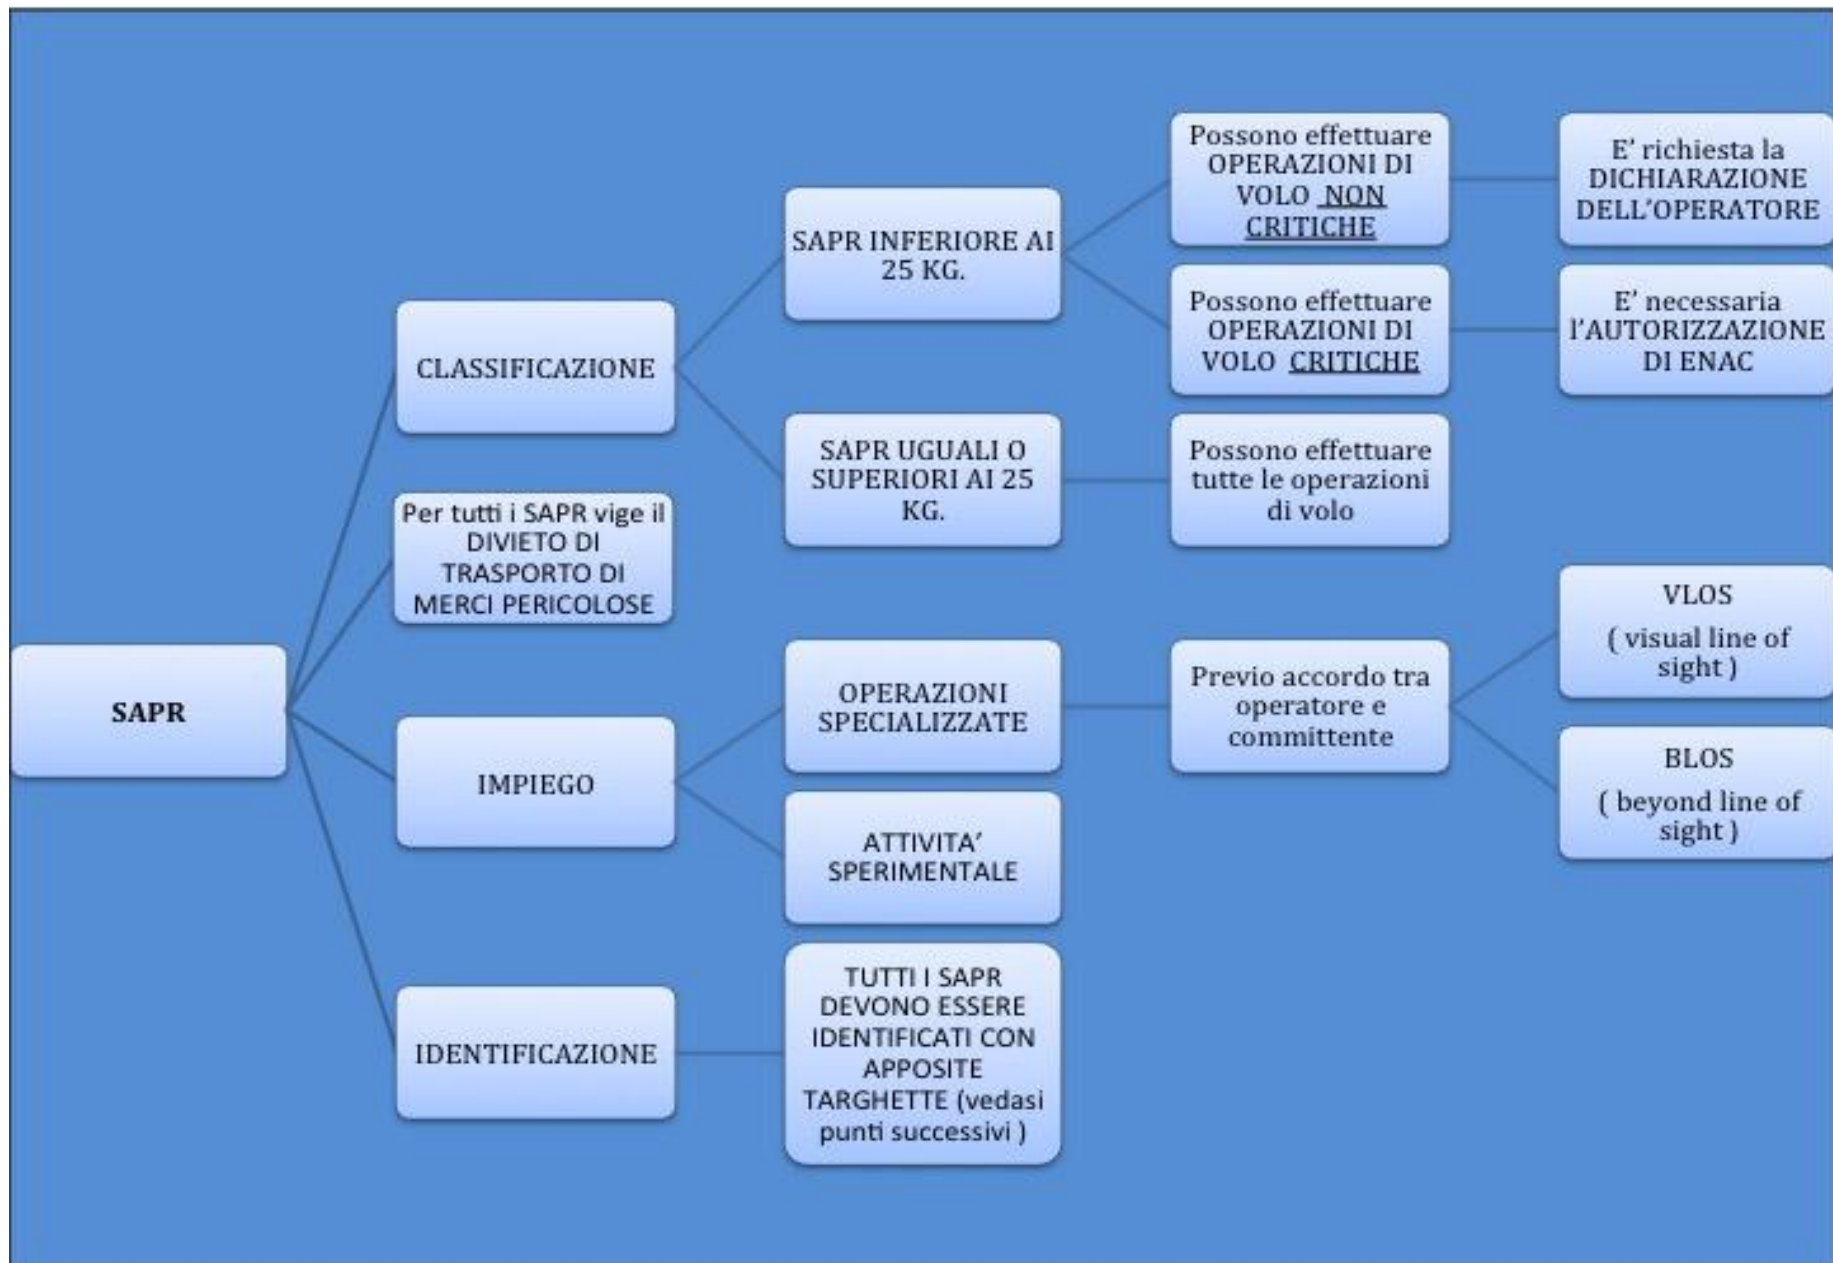 SAPR
CLASSIFICAZIONE
SAPR INFERIORE AI
25 KG.
Possono effettuare
OPERAZIONI DI
VOLO  NON
CRITICHE
E' richiesta la
DICHIARAZIONE
DELL'OPERATORE
Possono effettuare
OPERAZIONI DI
VOLO  CRITICHE
E' necessaria
l'AUTORIZZAZIONE
DI ENAC
SAPR UGUALI O
SUPERIORI AI 25
KG.
Possono effettuare
tutte le operazioni
di volo
Per tutti i SAPR vige il
DIVIETO DI
TRASPORTO DI
MERCI PERICOLOSE
IMPIEGO
OPERAZIONI
SPECIALIZZATE
Previo accordo tra
operatore e
committente
VLOS
( visual line of
sight )
BLOS
( beyond line of
sight )
ATTIVITA'
SPERIMENTALE
IDENTIFICAZIONE
TUTTI I SAPR
DEVONO ESSERE
IDENTIFICATI CON
APPOSITE
TARGHETTE (vedasi
punti successivi )